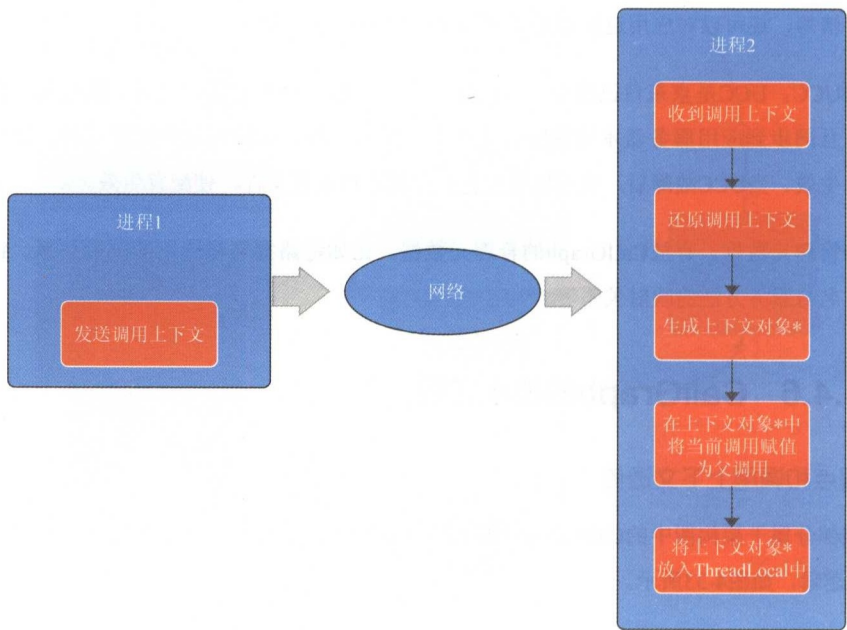 进程1
发送调用上下文
网络
进程2
收到调用上下文
还原调用上下文
生成上下文对象*
在上下文对象*中
将当前调用赋值
为父调用
将上下文对象*
放入ThreadLocal中